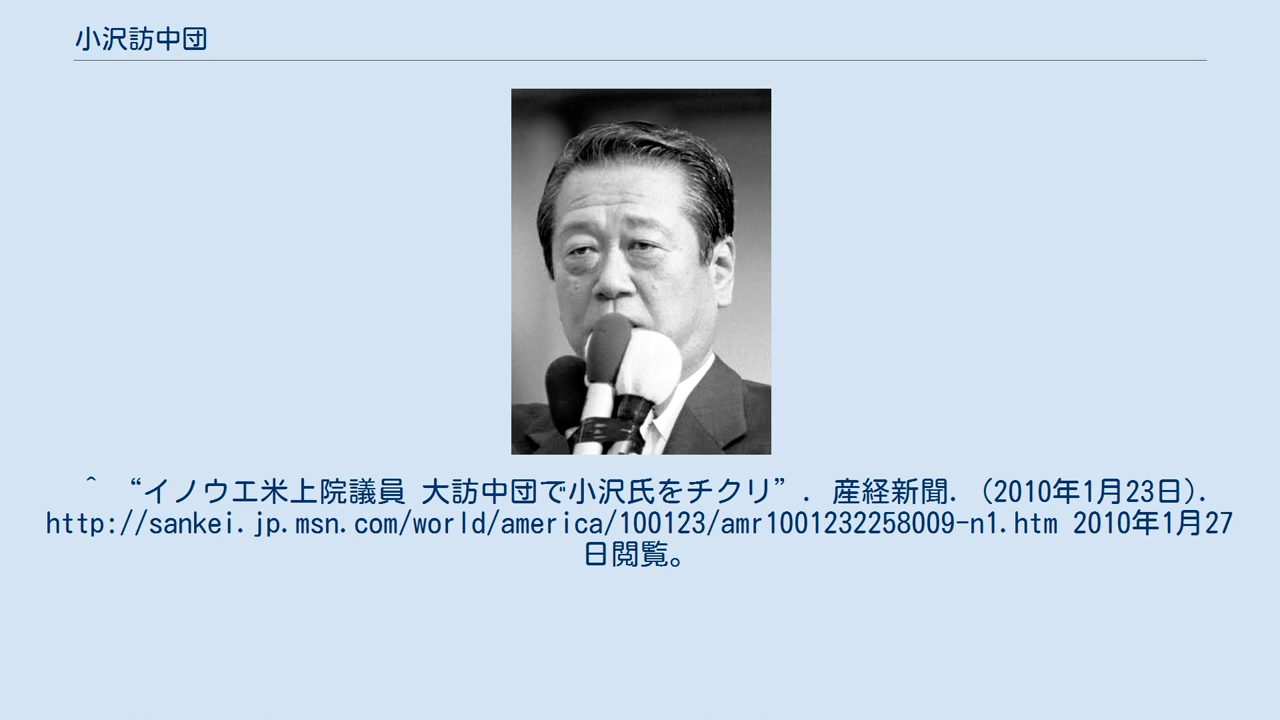 小沢訪中団
^ “イノウエ米上院議員 大訪中団で小沢氏をチクリ”. 産経新聞. (2010年1月23日).
http://sankei.jp.msn.com/world/america/100123/amr1001232258009-n1.htm 2010年1月27
日閲覧。